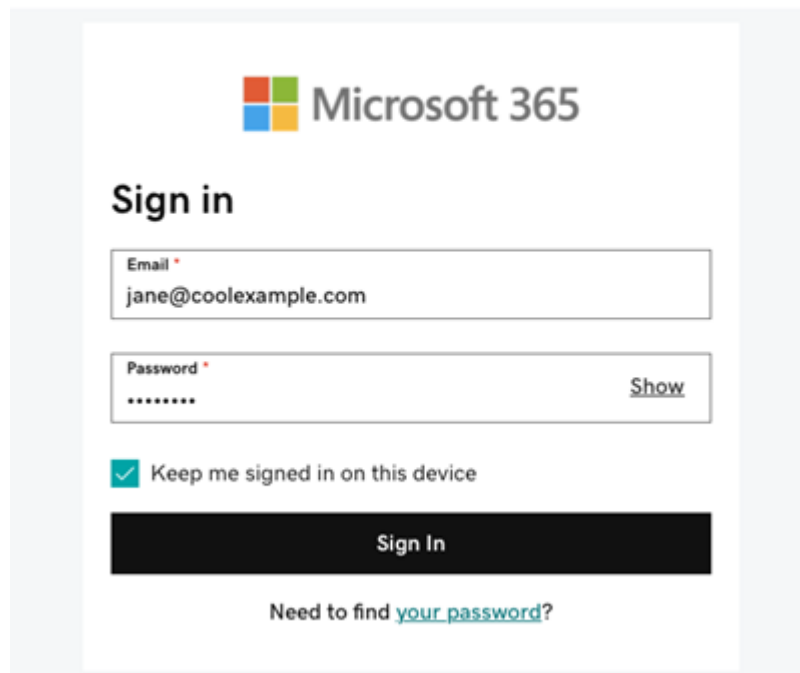 Microsoft 365
Sign in
Email *
jane@coolexample.com
Password *
••••••••
Show
Keep me signed in on this device
Sign In
Need to find your password?